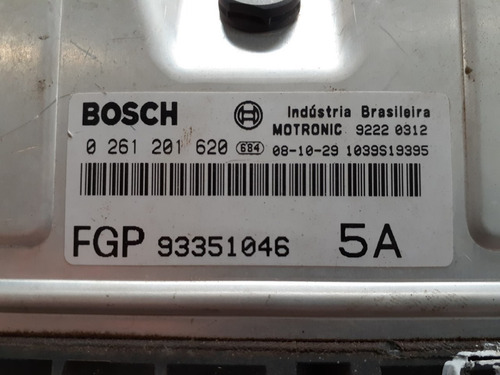 BOSCH Indústria Brasileira
MOTRONIC 9222 0312
0 261 201 620 684 08-10-29 1039S19395
FGP 93351046 5A